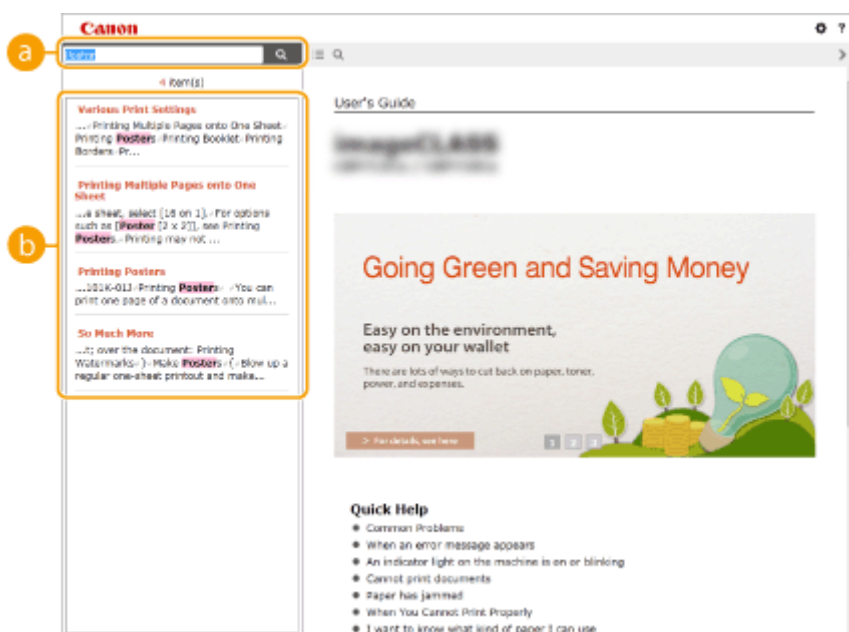 Canon
?
a
Poster
4 item(s)
b
Various Print Settings
.../Printing Multiple Pages onto One Sheet/
Printing Posters/Printing Booklet/Printing
Borders/Pr...
Printing Multiple Pages onto One
Sheet
...a sheet, select [16 on 1]./For options
such as [Poster [2 x 2]], see Printing
Posters./Printing may not ...
Printing Posters
...101K-01J/Printing Posters/ /You can
print one page of a document onto mul...
So Much More
...t; over the document: Printing
Watermarks/}/Make Posters/{/Blow up a
regular one-sheet printout and make...
User's Guide
imageCLASS
Going Green and Saving Money
Easy on the environment,
easy on your wallet
There are lots of ways to cut back on paper, toner,
power, and expenses.
> For details, see here
1 2 3
Quick Help
Common Problems
When an error message appears
An indicator light on the machine is on or blinking
Cannot print documents
Paper has jammed
When You Cannot Print Properly
I want to know what kind of paper I can use